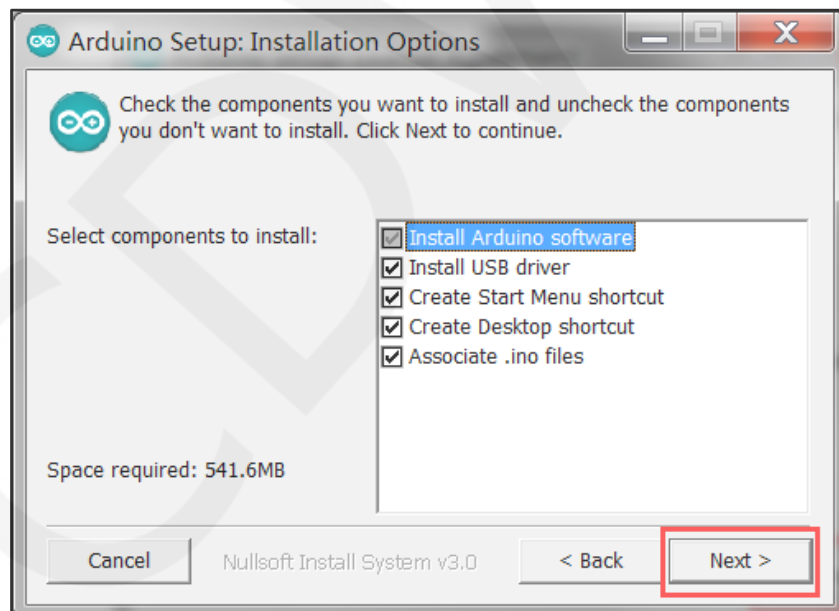 Arduino Setup: Installation Options
Check the components you want to install and uncheck the components
you don't want to install. Click Next to continue.
Select components to install:
Install Arduino software
Install USB driver
Create Start Menu shortcut
Create Desktop shortcut
Associate .ino files
Space required: 541.6MB
Cancel
Nullsoft Install System v3.0
< Back
Next >